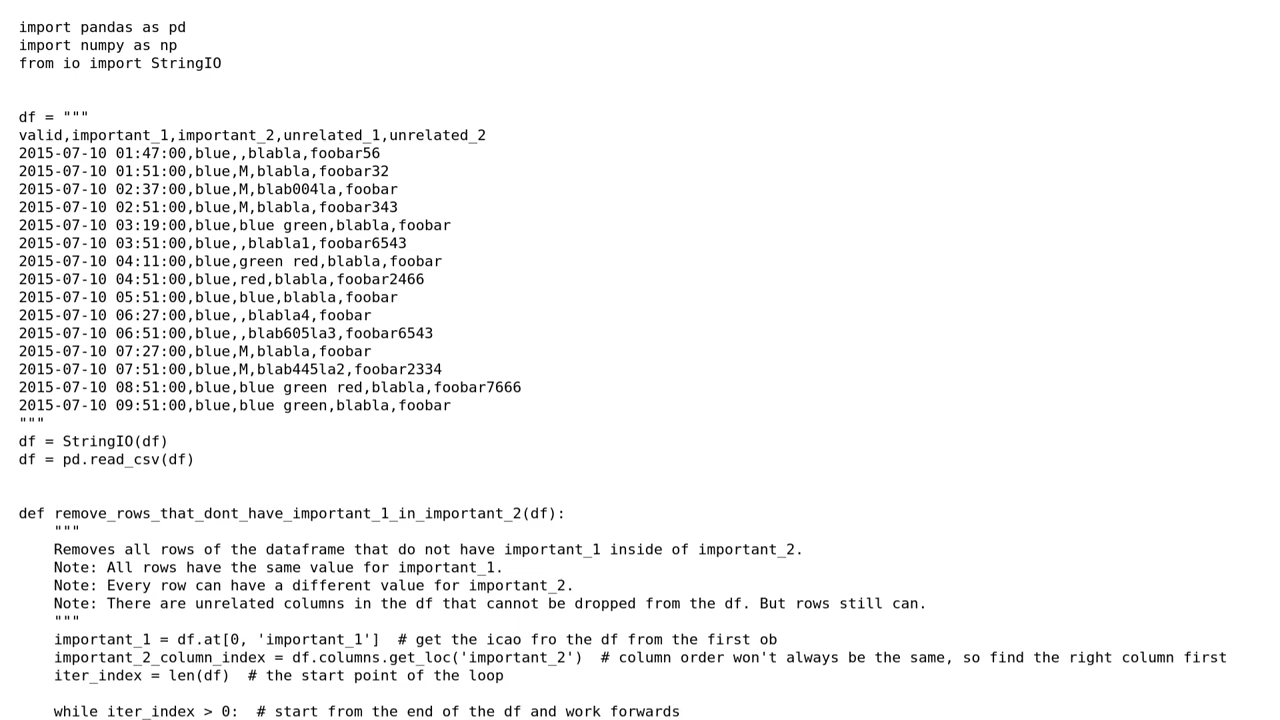 import pandas as pd
import numpy as np
from io import StringIO
df = """
valid,important_1,important_2,unrelated_1,unrelated_2
2015-07-10 01:47:00,blue,,blabla,foobar56
2015-07-10 01:51:00,blue,M,blabla,foobar32
2015-07-10 02:37:00,blue,M,blab004la,foobar
2015-07-10 02:51:00,blue,M,blabla,foobar343
2015-07-10 03:19:00,blue,blue green,blabla,foobar
2015-07-10 03:51:00,blue,,blabla1,foobar6543
2015-07-10 04:11:00,blue,green red,blabla,foobar
2015-07-10 04:51:00,blue,red,blabla,foobar2466
2015-07-10 05:51:00,blue,blue,blabla,foobar
2015-07-10 06:27:00,blue,,blabla4,foobar
2015-07-10 06:51:00,blue,,blab605la3,foobar6543
2015-07-10 07:27:00,blue,M,blabla,foobar
2015-07-10 07:51:00,blue,M,blab445la2,foobar2334
2015-07-10 08:51:00,blue,blue green red,blabla,foobar7666
2015-07-10 09:51:00,blue,blue green,blabla,foobar
"""
df = StringIO(df)
df = pd.read_csv(df)
def remove_rows_that_dont_have_important_1_in_important_2(df):
    """
    Removes all rows of the dataframe that do not have important_1 inside of important_2.
    Note: All rows have the same value for important_1.
    Note: Every row can have a different value for important_2.
    Note: There are unrelated columns in the df that cannot be dropped from the df. But rows still can.
    """
    important_1 = df.at[0, 'important_1']  # get the icao fro the df from the first ob
    important_2_column_index = df.columns.get_loc('important_2')  # column order won't always be the same, so find the right column first
    iter_index = len(df)  # the start point of the loop
    while iter_index > 0:  # start from the end of the df and work forwards